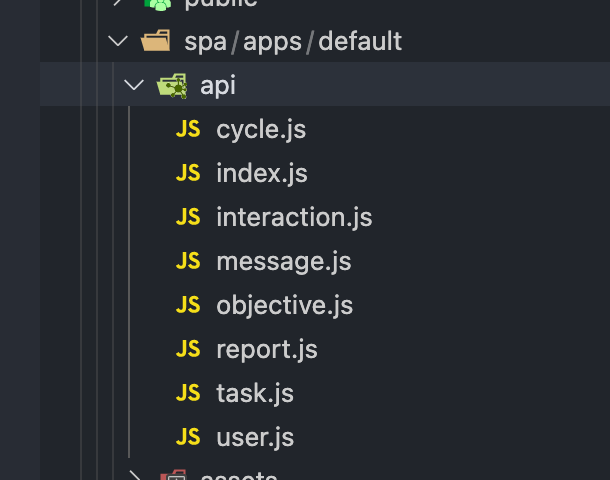 public
spa/apps/default
api
JS cycle.js
JS index.js
JS interaction.js
JS message.js
JS objective.js
JS report.js
JS task.js
JS user.js
assets